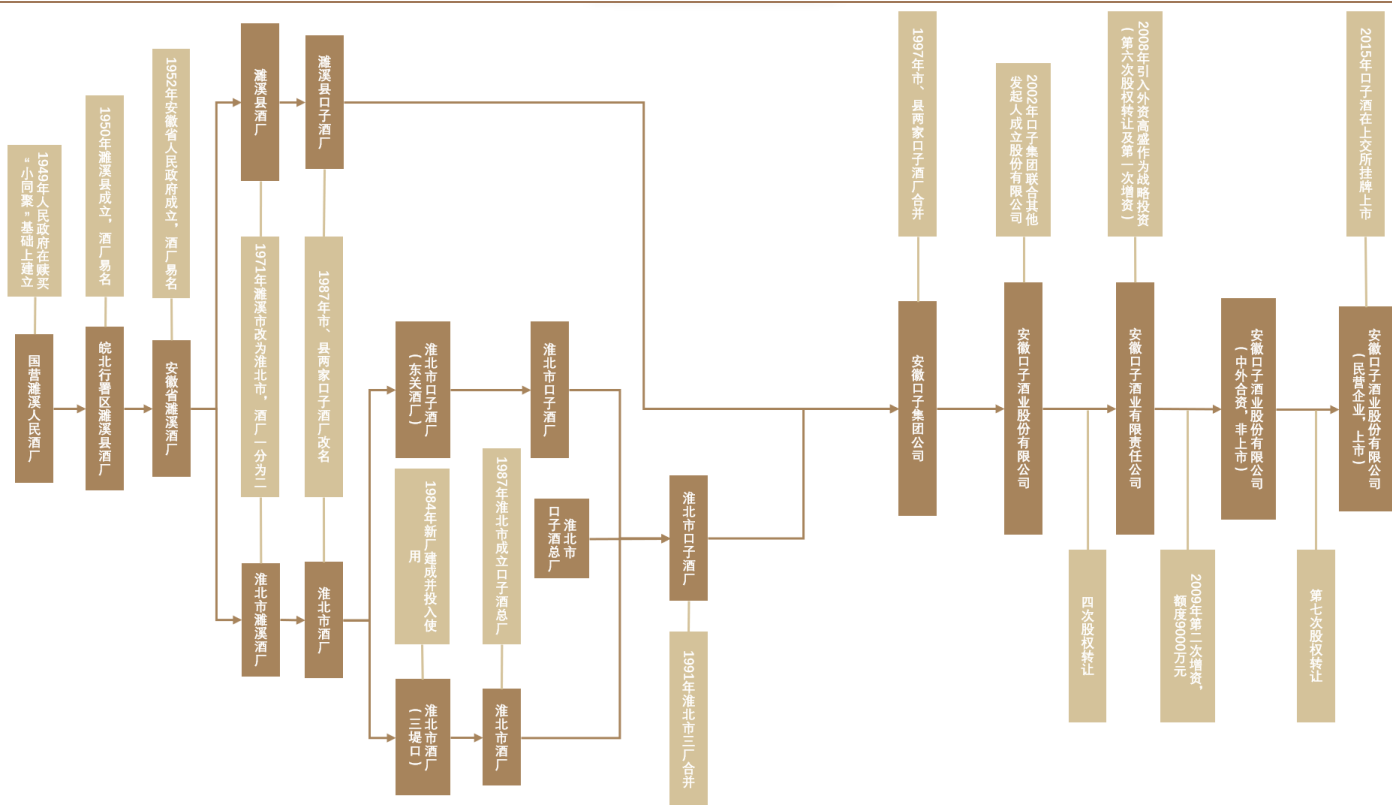 1949年人民政府在赎买
“小同聚”基础上建立
国营濉溪人民酒厂
1950年濉溪县成立，酒厂易名
皖北行署区濉溪县酒厂
1952年安徽省人民政府成立，酒厂易名
安徽省濉溪酒厂
濉溪县酒厂
1971年濉溪市改为淮北市，酒厂一分为二
淮北市濉溪酒厂
濉溪县口子酒厂
1987年市、县两家口子酒厂改名
淮北市酒厂
淮北市口子酒厂
(东关酒厂)
1984年新厂建成并投入使
用
淮北市酒厂
(三堤口)
淮北市口子酒厂
1987年淮北市成立口子酒总厂
淮北市酒厂
淮北市
口子酒总厂
淮北市口子酒厂
1991年淮北市三厂合并
1997年市、县两家口子酒厂合并
安徽口子集团公司
2002年口子集团联合其他
发起人成立股份有限公司
安徽口子酒业股份有限公司
四次股权转让
2008年引入外资高盛作为战略投资
(第六次股权转让及第一次增资)
安徽口子酒业有限责任公司
2009年第二次增资，
额度9000万元
安徽口子酒业股份有限公司
(中外合资，非上市)
第七次股权转让
2015年口子酒在上交所挂牌上市
安徽口子酒业股份有限公司
(民营企业，上市)